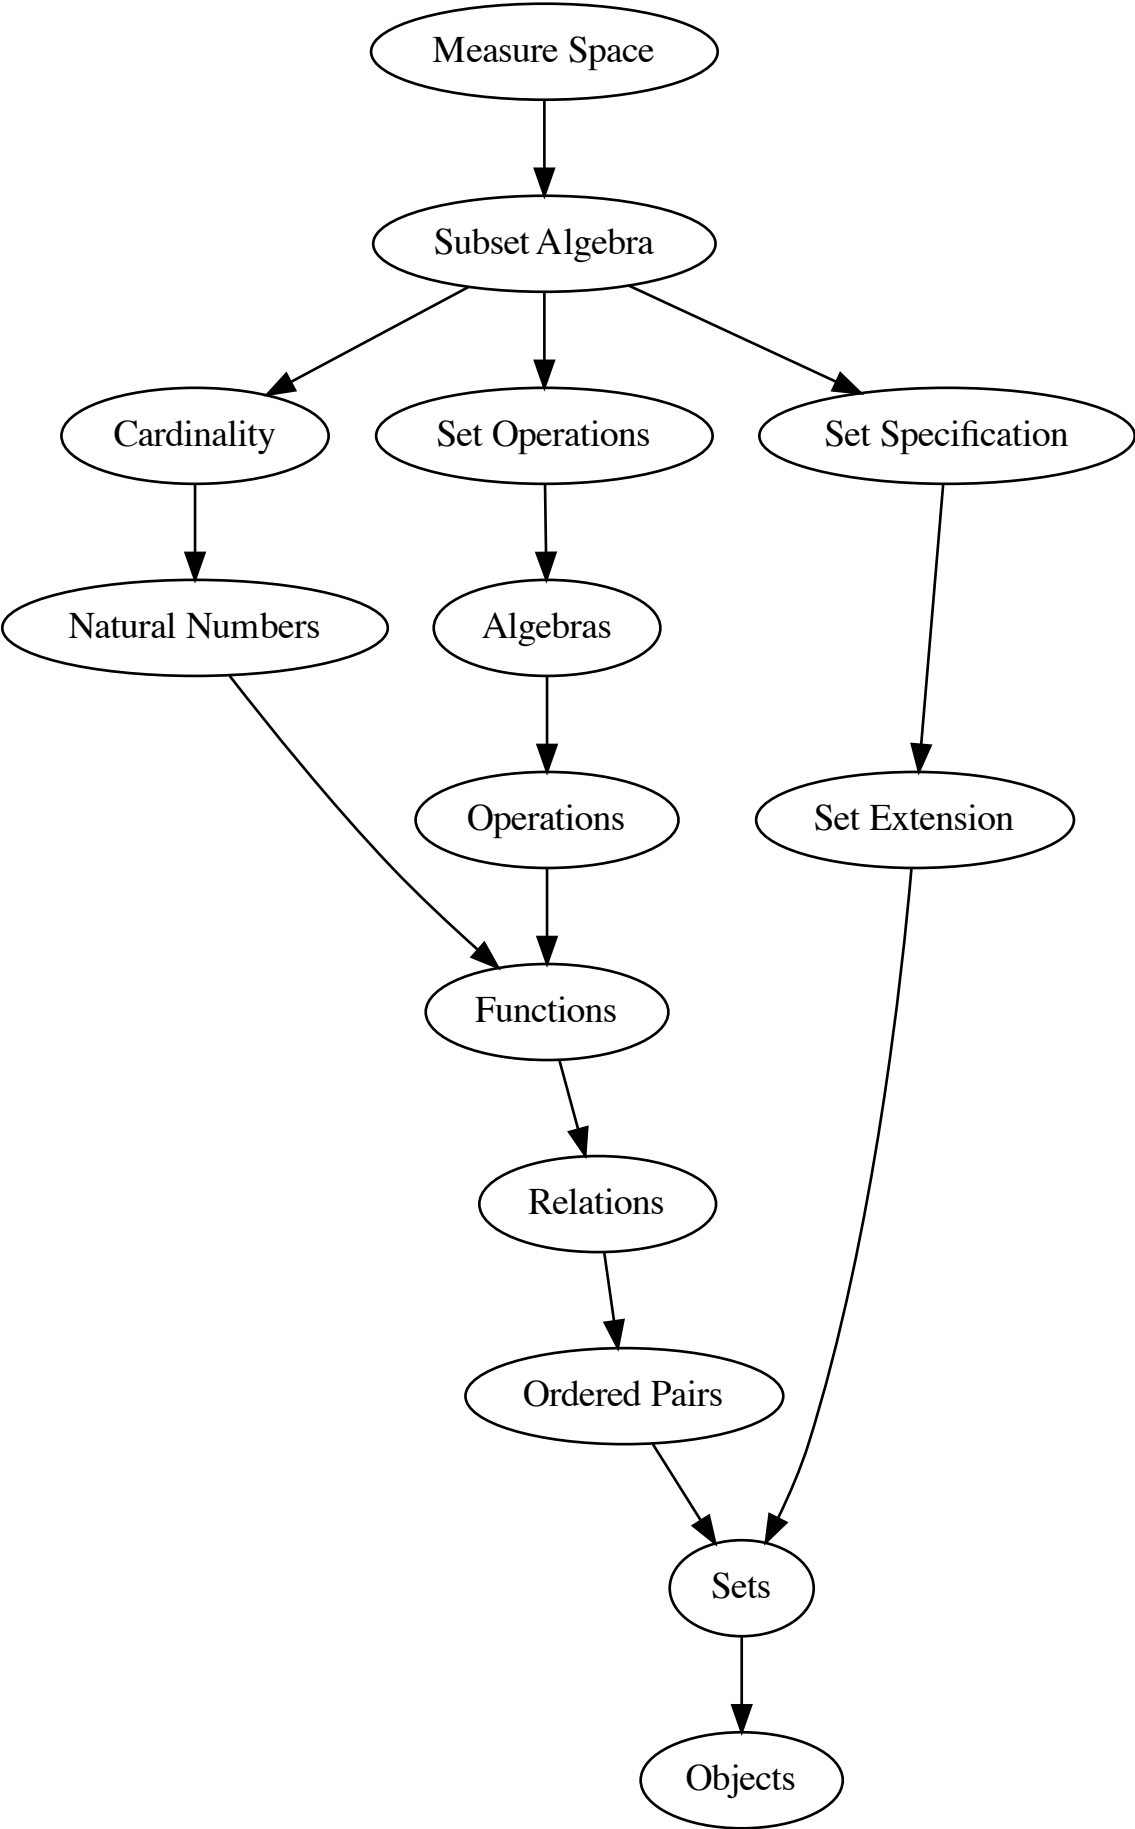 Measure Space
Subset Algebra
Cardinality
Set Operations
Set Specification
Natural Numbers
Algebras
Operations
Set Extension
Functions
Relations
Ordered Pairs
Sets
Objects